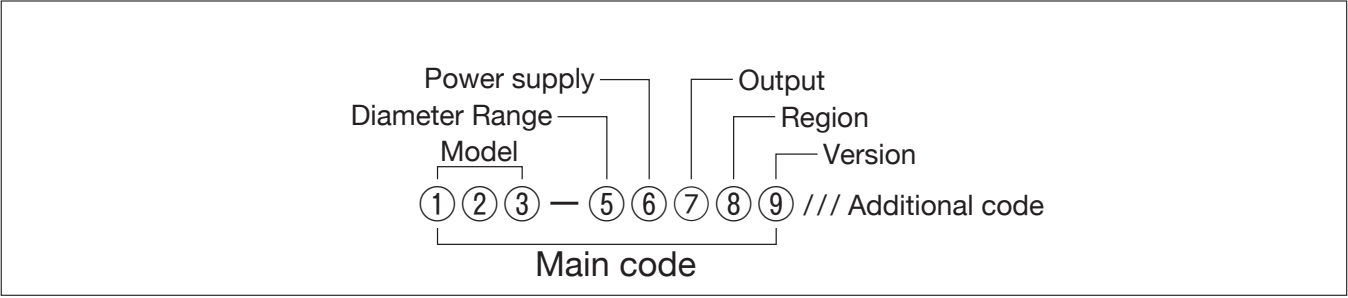 Power supply Output
Diameter Range Region
Model Version
①②③ — ⑤⑥⑦⑧⑨ /// Additional code
Main code